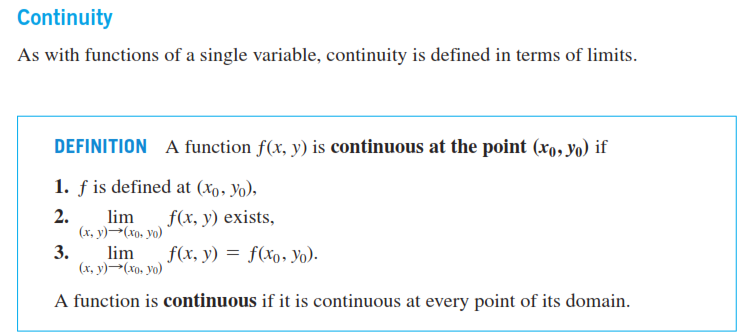 Continuity
As with functions of a single variable, continuity is defined in terms of limits.
DEFINITION A function f(x, y) is continuous at the point (x₀, y₀) if
1. f is defined at (x₀, y₀),
2. lim f(x, y) exists,
(x, y)→(x₀, y₀)
3. lim f(x, y) = f(x₀, y₀).
(x, y)→(x₀, y₀)
A function is continuous if it is continuous at every point of its domain.